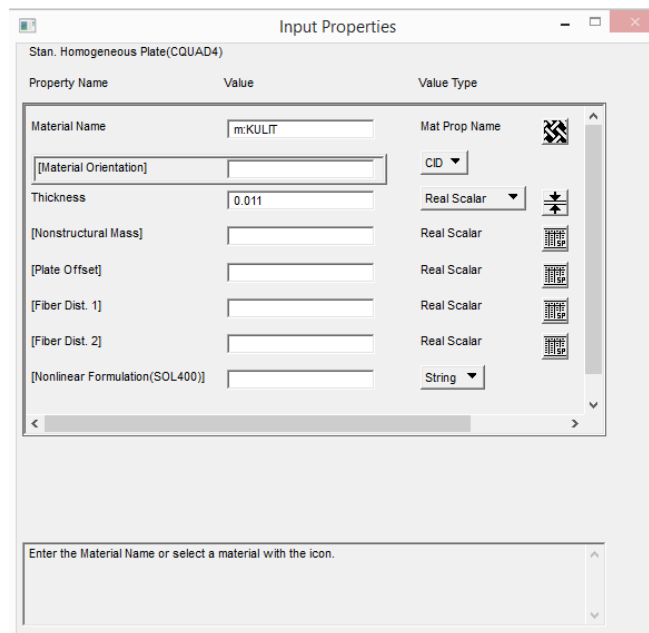 Input Properties
Stan. Homogeneous Plate(CQUAD4)
Property Name Value Value Type
Material Name m:KULIT Mat Prop Name
[Material Orientation] CID
Thickness 0.011 Real Scalar
[Nonstructural Mass] Real Scalar
[Plate Offset] Real Scalar
[Fiber Dist. 1] Real Scalar
[Fiber Dist. 2] Real Scalar
[Nonlinear Formulation(SOL400)] String
Enter the Material Name or select a material with the icon.